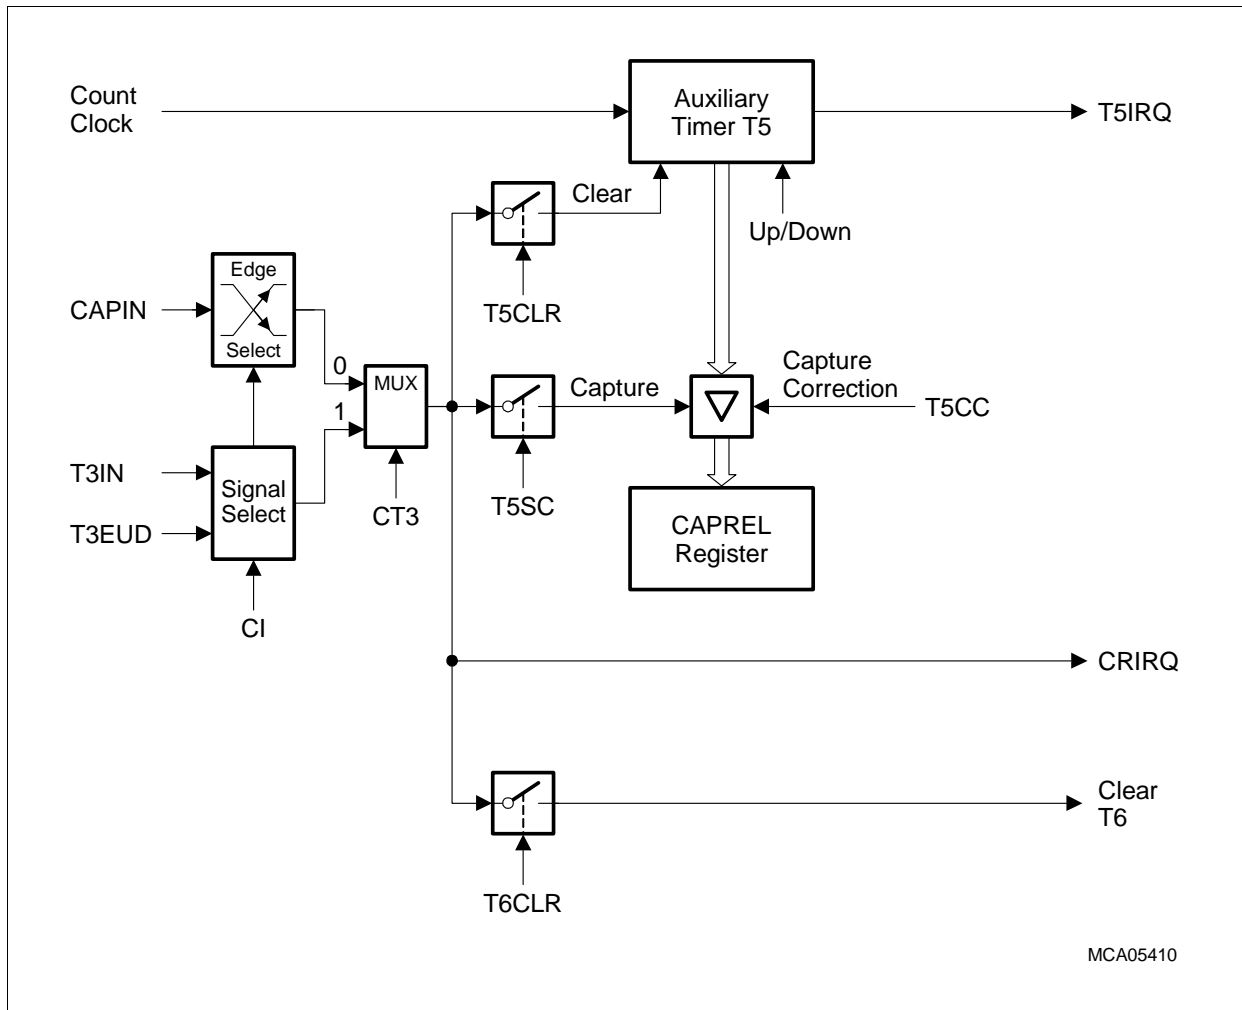 Count
Clock
Auxiliary
Timer T5
T5IRQ
Clear
Up/Down
T5CLR
Edge
Select
CAPIN
0
1
MUX
CT3
Capture
T5SC
Capture
Correction
T5CC
T3IN
T3EUD
Signal
Select
CI
CAPREL
Register
CRIRQ
Clear
T6
T6CLR
MCA05410